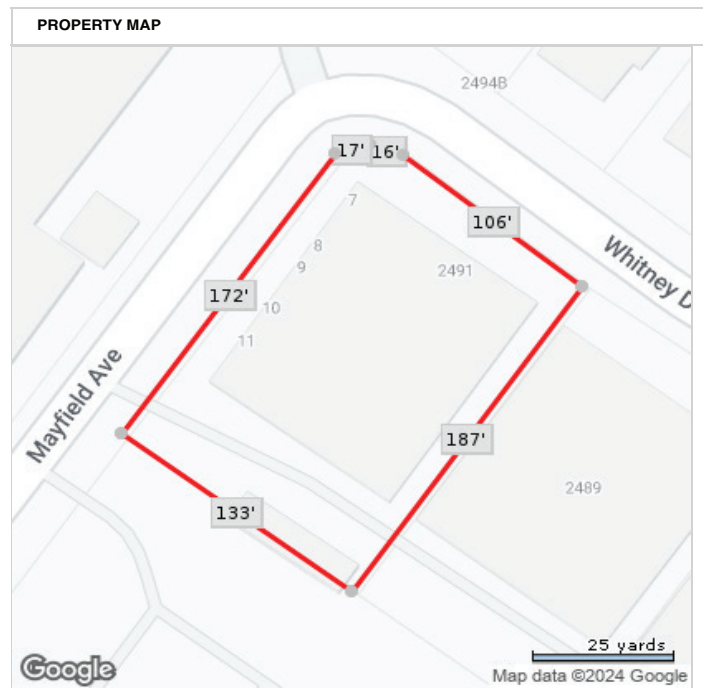 PROPERTY MAP
2494B
17' 16'
7
106'
8
9
2491
Whitney D
172'
10
11
Mayfield Ave
187'
2489
133'
25 yards
Google
Map data ©2024 Google